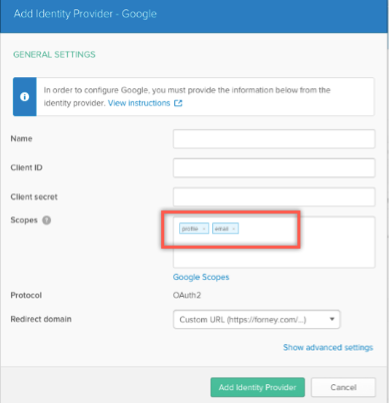 Add Identity Provider - Google
GENERAL SETTINGS
In order to configure Google, you must provide the information below from the
identity provider. View instructions
Name
Client ID
Client secret
Scopes
profile × email ×
Google Scopes
Protocol OAuth2
Redirect domain Custom URL (https://forney.com/...)
Show advanced settings
Add Identity Provider Cancel